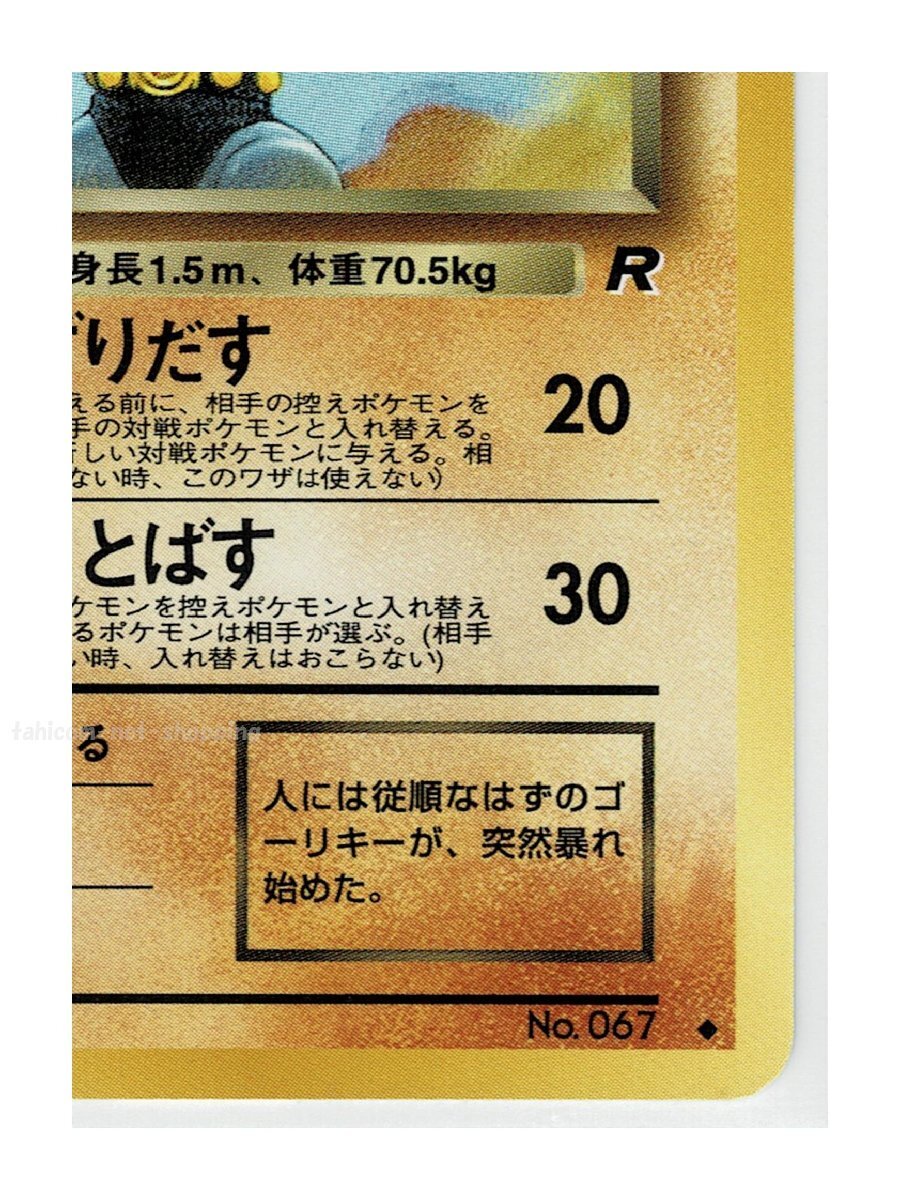 身長1.5m、体重70.5kg
R
りだす
20
える前に、相手の控えポケモンを
手の対戦ポケモンと入れ替える。
しい対戦ポケモンに与える。相
ない時、このワザは使えない)
とばす
30
ケモンを控えポケモンと入れ替え
るポケモンは相手が選ぶ。(相手
い時、入れ替えはおこらない)
る
人には従順なはずのゴ
ーリキーが、突然暴れ
始めた。
No. 067